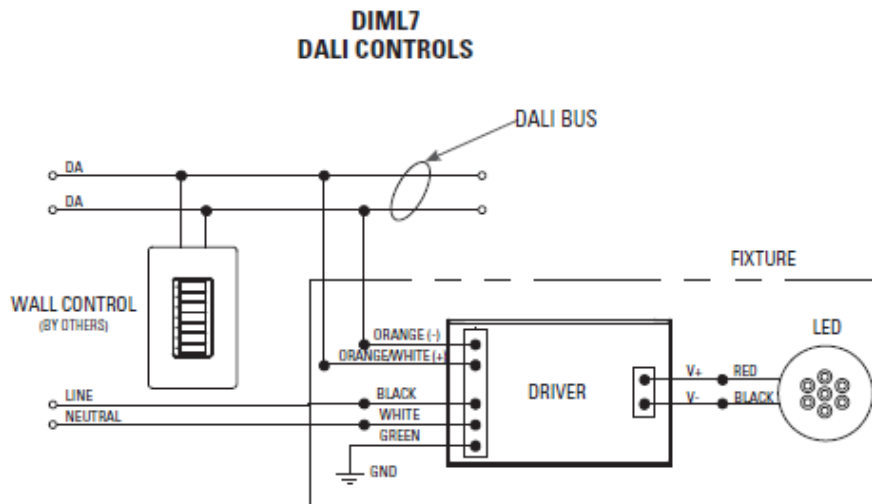 DIML7
DALI CONTROLS
DALI BUS
DA
DA
FIXTURE
WALL CONTROL
(BY OTHERS)
LED
ORANGE (-)
ORANGE/WHITE (+)
DRIVER
V+
RED
LINE
BLACK
V-
BLACK
NEUTRAL
WHITE
GREEN
GND